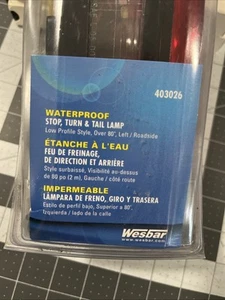 403026
WATERPROOF
STOP, TURN & TAIL LAMP
Low Profile Style, Over 80", Left / Roadside
ÉTANCHE À L'EAU
FEU DE FREINAGE,
DE DIRECTION ET ARRIÈRE
Style surbaissé, Visibilité au-dessus
de 80 po (2 m), Gauche / côté route
IMPERMEABLE
LÁMPARA DE FRENO, GIRO Y TRASERA
Estilo de perfil bajo, Superior a 80",
Izquierda / lado de la calle
Wesbar
www.wesbar.com